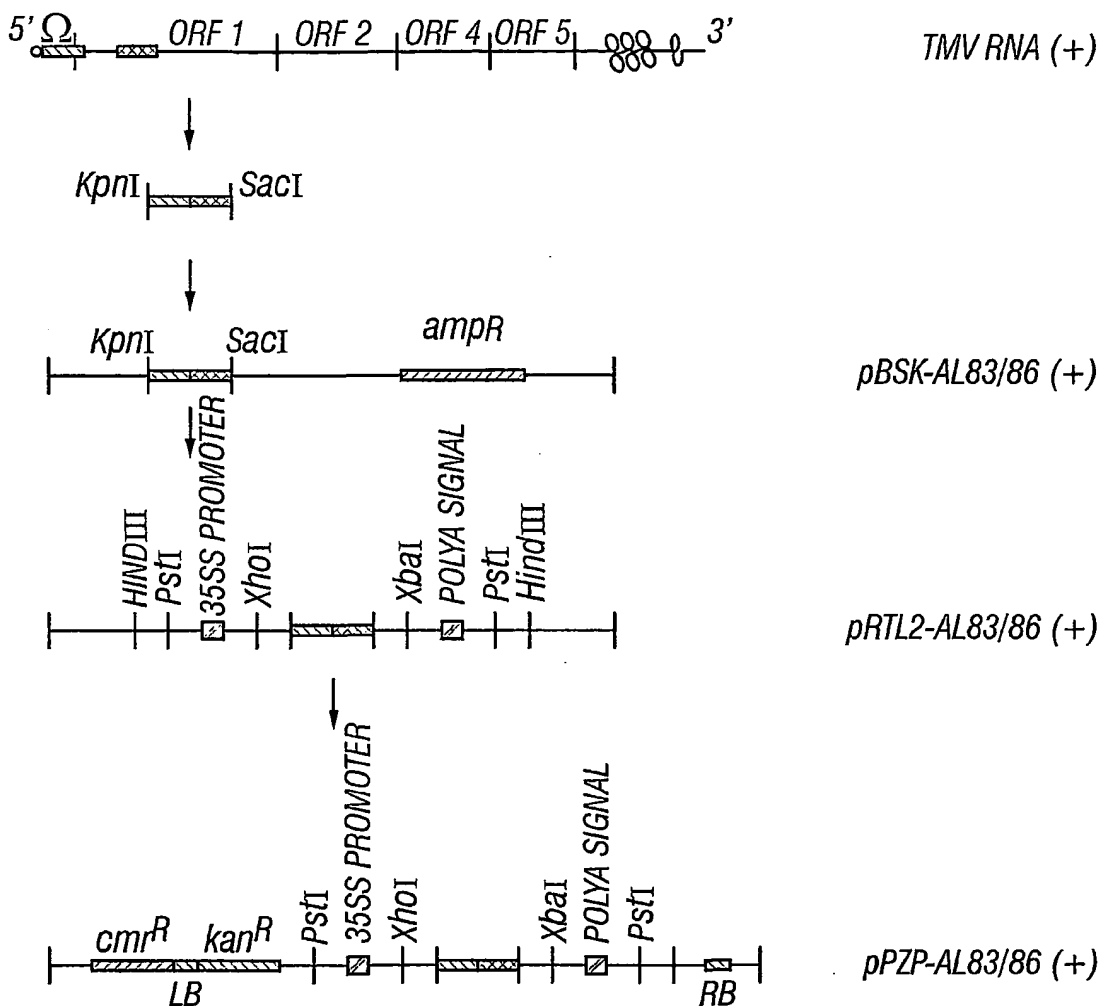 5' Ω ORF 1 ORF 2 ORF 4 ORF 5 3' TMV RNA (+)
KpnI SacI
KpnI SacI ampR
pBSK-AL83/86 (+)
HINDIII PstI 35SS PROMOTER XhoI XbaI POLYA SIGNAL PstI HindIII
pRTL2-AL83/86 (+)
PstI 35SS PROMOTER XhoI XbaI POLYA SIGNAL PstI
cmrR kanR
pPZP-AL83/86 (+)
LB RB